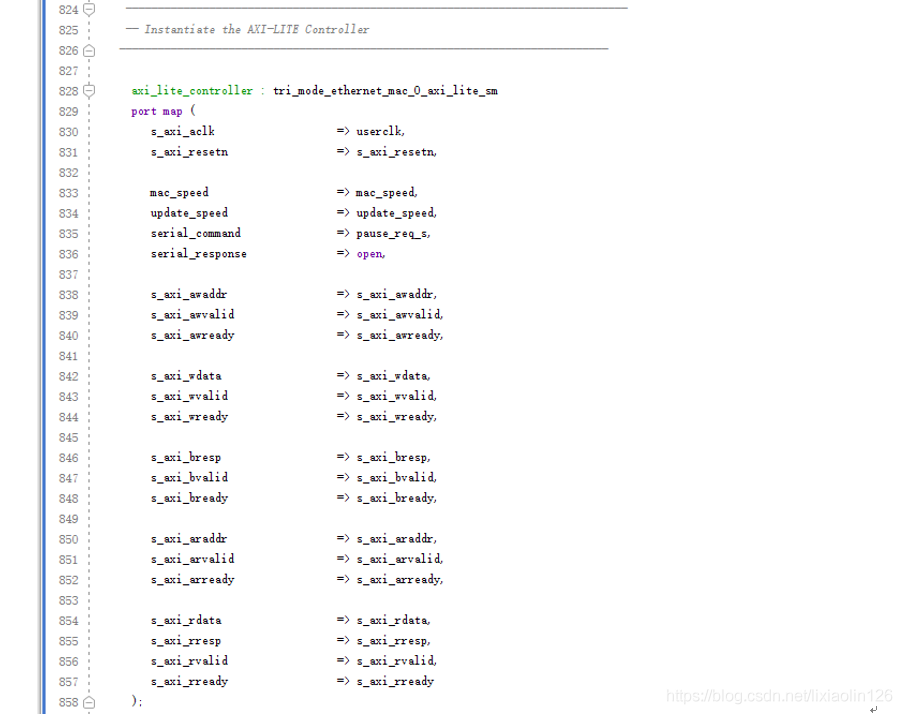 824 --------------------------------------------------------------------
825 -- Instantiate the AXI-LITE Controller
826 --------------------------------------------------------------------
827
828 axi_lite_controller : tri_mode_ethernet_mac_0_axi_lite_sm
829 port map (
830 s_axi_aclk => userclk,
831 s_axi_resetn => s_axi_resetn,
832
833 mac_speed => mac_speed,
834 update_speed => update_speed,
835 serial_command => pause_req_s,
836 serial_response => open,
837
838 s_axi_awaddr => s_axi_awaddr,
839 s_axi_awvalid => s_axi_awvalid,
840 s_axi_awready => s_axi_awready,
841
842 s_axi_wdata => s_axi_wdata,
843 s_axi_wvalid => s_axi_wvalid,
844 s_axi_wready => s_axi_wready,
845
846 s_axi_bresp => s_axi_bresp,
847 s_axi_bvalid => s_axi_bvalid,
848 s_axi_bready => s_axi_bready,
849
850 s_axi_araddr => s_axi_araddr,
851 s_axi_arvalid => s_axi_arvalid,
852 s_axi_arready => s_axi_arready,
853
854 s_axi_rdata => s_axi_rdata,
855 s_axi_rresp => s_axi_rresp,
856 s_axi_rvalid => s_axi_rvalid,
857 s_axi_rready => s_axi_rready
858 );
https://blog.csdn.net/lixiaolin126